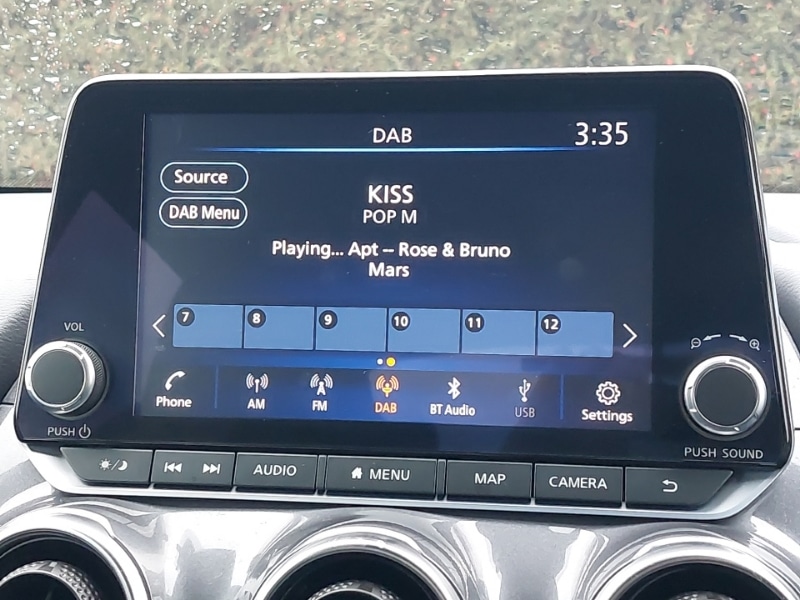 DAB
3:35
Source
DAB Menu
KISS
POP M
Playing... Apt -- Rose & Bruno
Mars
7 8 9 10 11 12
Phone
AM
FM
DAB
BT Audio
USB
Settings
VOL
PUSH
PUSH SOUND
AUDIO
MENU
MAP
CAMERA